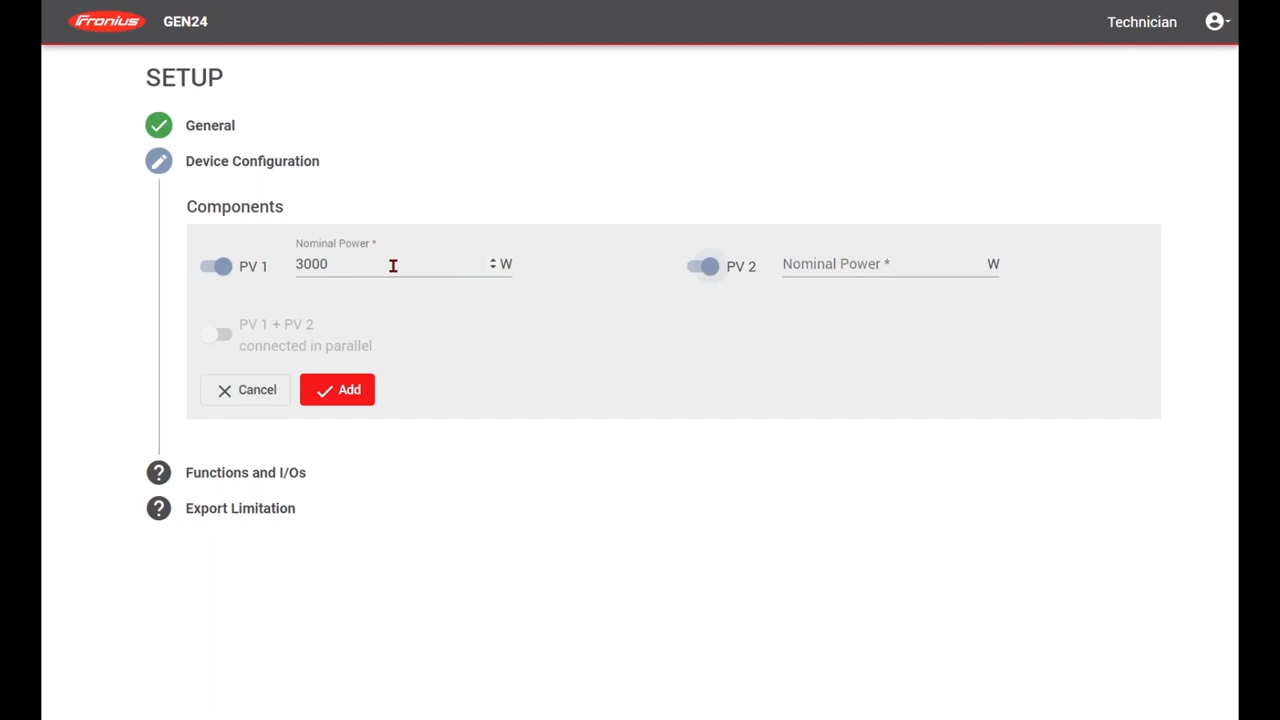 Fronius GEN24 Technician
SETUP
General
Device Configuration
Components
Nominal Power *
PV 1 3000 W
PV 2 Nominal Power * W
PV 1 + PV 2
connected in parallel
Cancel Add
? Functions and I/Os
? Export Limitation